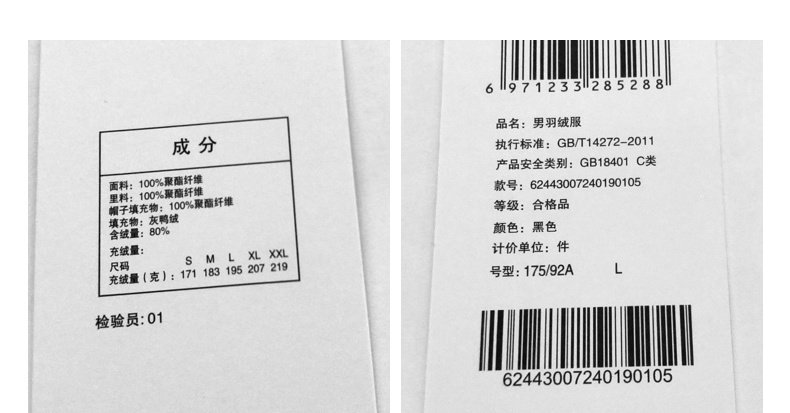 成分
面料：100%聚酯纤维
里料：100%聚酯纤维
帽子填充物：100%聚酯纤维
填充物：灰鸭绒
含绒量：80%
充绒量：
尺码 S M L XL XXL
充绒量（克）：171 183 195 207 219
检验员：01
6 971233 285288
品名：男羽绒服
执行标准：GB/T14272-2011
产品安全类别：GB18401 C类
款号：62443007240190105
等级：合格品
颜色：黑色
计价单位：件
号型：175/92A L
62443007240190105